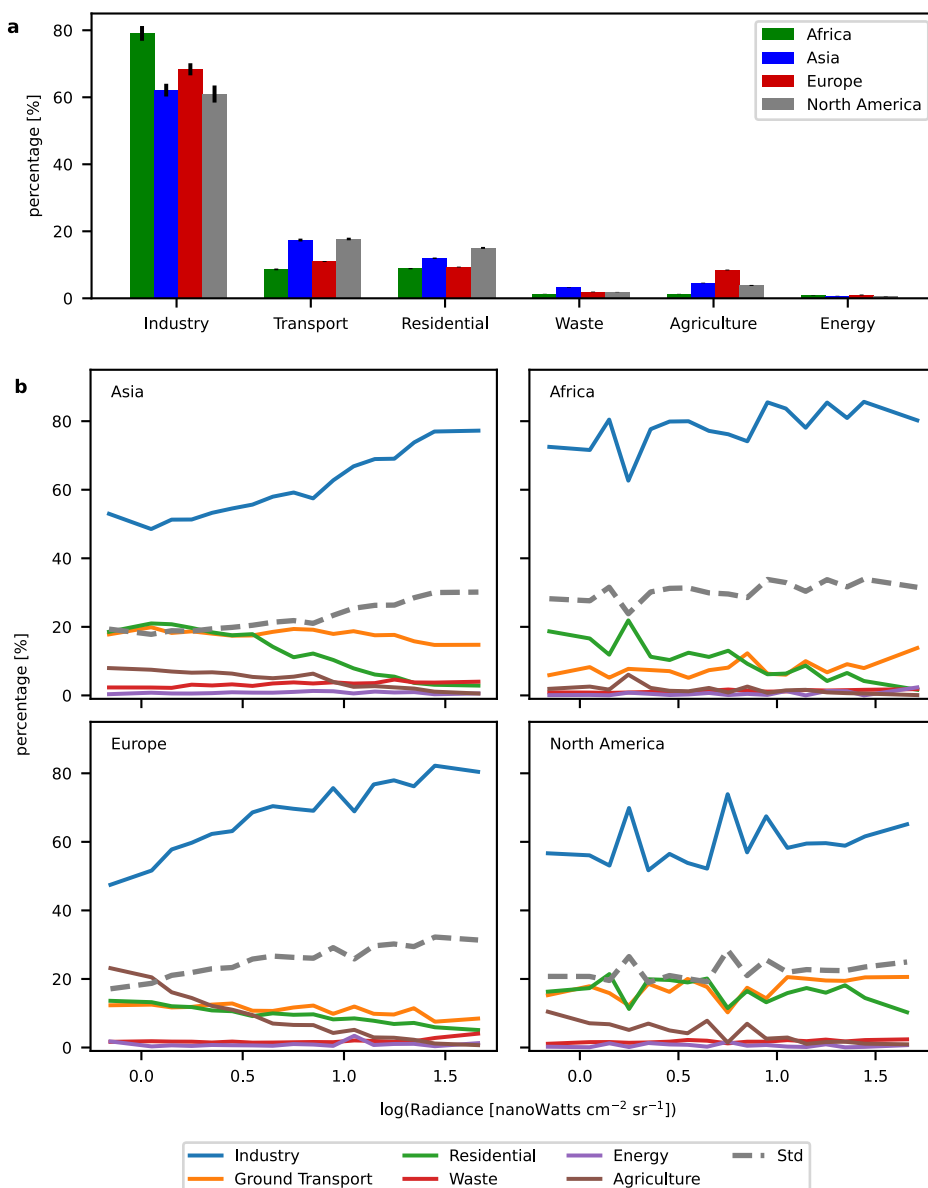 a
percentage [%]
80
60
40
20
0
Africa
Asia
Europe
North America
Industry
Transport
Residential
Waste
Agriculture
Energy
b
percentage [%]
Asia
80
60
40
20
0
Africa
Europe
80
60
40
20
0
0.0
0.5
1.0
1.5
North America
0.0
0.5
1.0
1.5
log(Radiance [nanoWatts cm⁻² sr⁻¹])
Industry
Ground Transport
Residential
Waste
Energy
Agriculture
Std